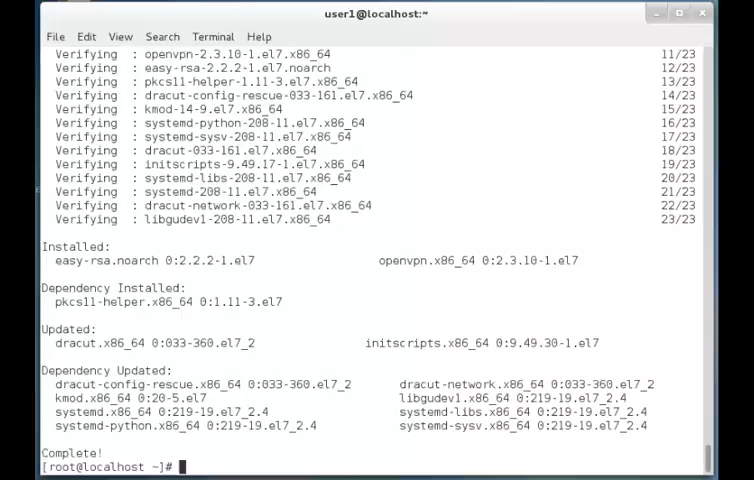 user1@localhost:~
File Edit View Search Terminal Help
Verifying : openvpn-2.3.10-1.el7.x86_64 11/23
Verifying : easy-rsa-2.2.2-1.el7.noarch 12/23
Verifying : pkcs11-helper-1.11-3.el7.x86_64 13/23
Verifying : dracut-config-rescue-033-161.el7.x86_64 14/23
Verifying : kmod-14-9.el7.x86_64 15/23
Verifying : systemd-python-208-11.el7.x86_64 16/23
Verifying : systemd-sysv-208-11.el7.x86_64 17/23
Verifying : dracut-033-161.el7.x86_64 18/23
Verifying : initscripts-9.49.17-1.el7.x86_64 19/23
Verifying : systemd-libs-208-11.el7.x86_64 20/23
Verifying : systemd-208-11.el7.x86_64 21/23
Verifying : dracut-network-033-161.el7.x86_64 22/23
Verifying : libgudev1-208-11.el7.x86_64 23/23
Installed:
easy-rsa.noarch 0:2.2.2-1.el7 openvpn.x86_64 0:2.3.10-1.el7
Dependency Installed:
pkcs11-helper.x86_64 0:1.11-3.el7
Updated:
dracut.x86_64 0:033-360.el7_2 initscripts.x86_64 0:9.49.30-1.el7
Dependency Updated:
dracut-config-rescue.x86_64 0:033-360.el7_2 dracut-network.x86_64 0:033-360.el7_2
kmod.x86_64 0:20-5.el7 libgudev1.x86_64 0:219-19.el7_2.4
systemd.x86_64 0:219-19.el7_2.4 systemd-libs.x86_64 0:219-19.el7_2.4
systemd-python.x86_64 0:219-19.el7_2.4 systemd-sysv.x86_64 0:219-19.el7_2.4
Complete!
[root@localhost ~]#